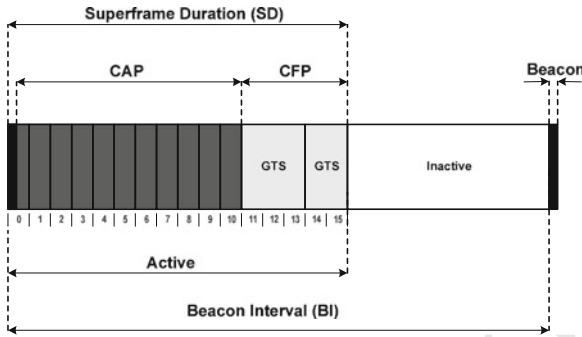 Superframe Duration (SD)
CAP CFP Beacon
GTS GTS Inactive
0 | 1 | 2 | 3 | 4 | 5 | 6 | 7 | 8 | 9 | 10 | 11 | 12 | 13 | 14 | 15
Active
Beacon Interval (BI)